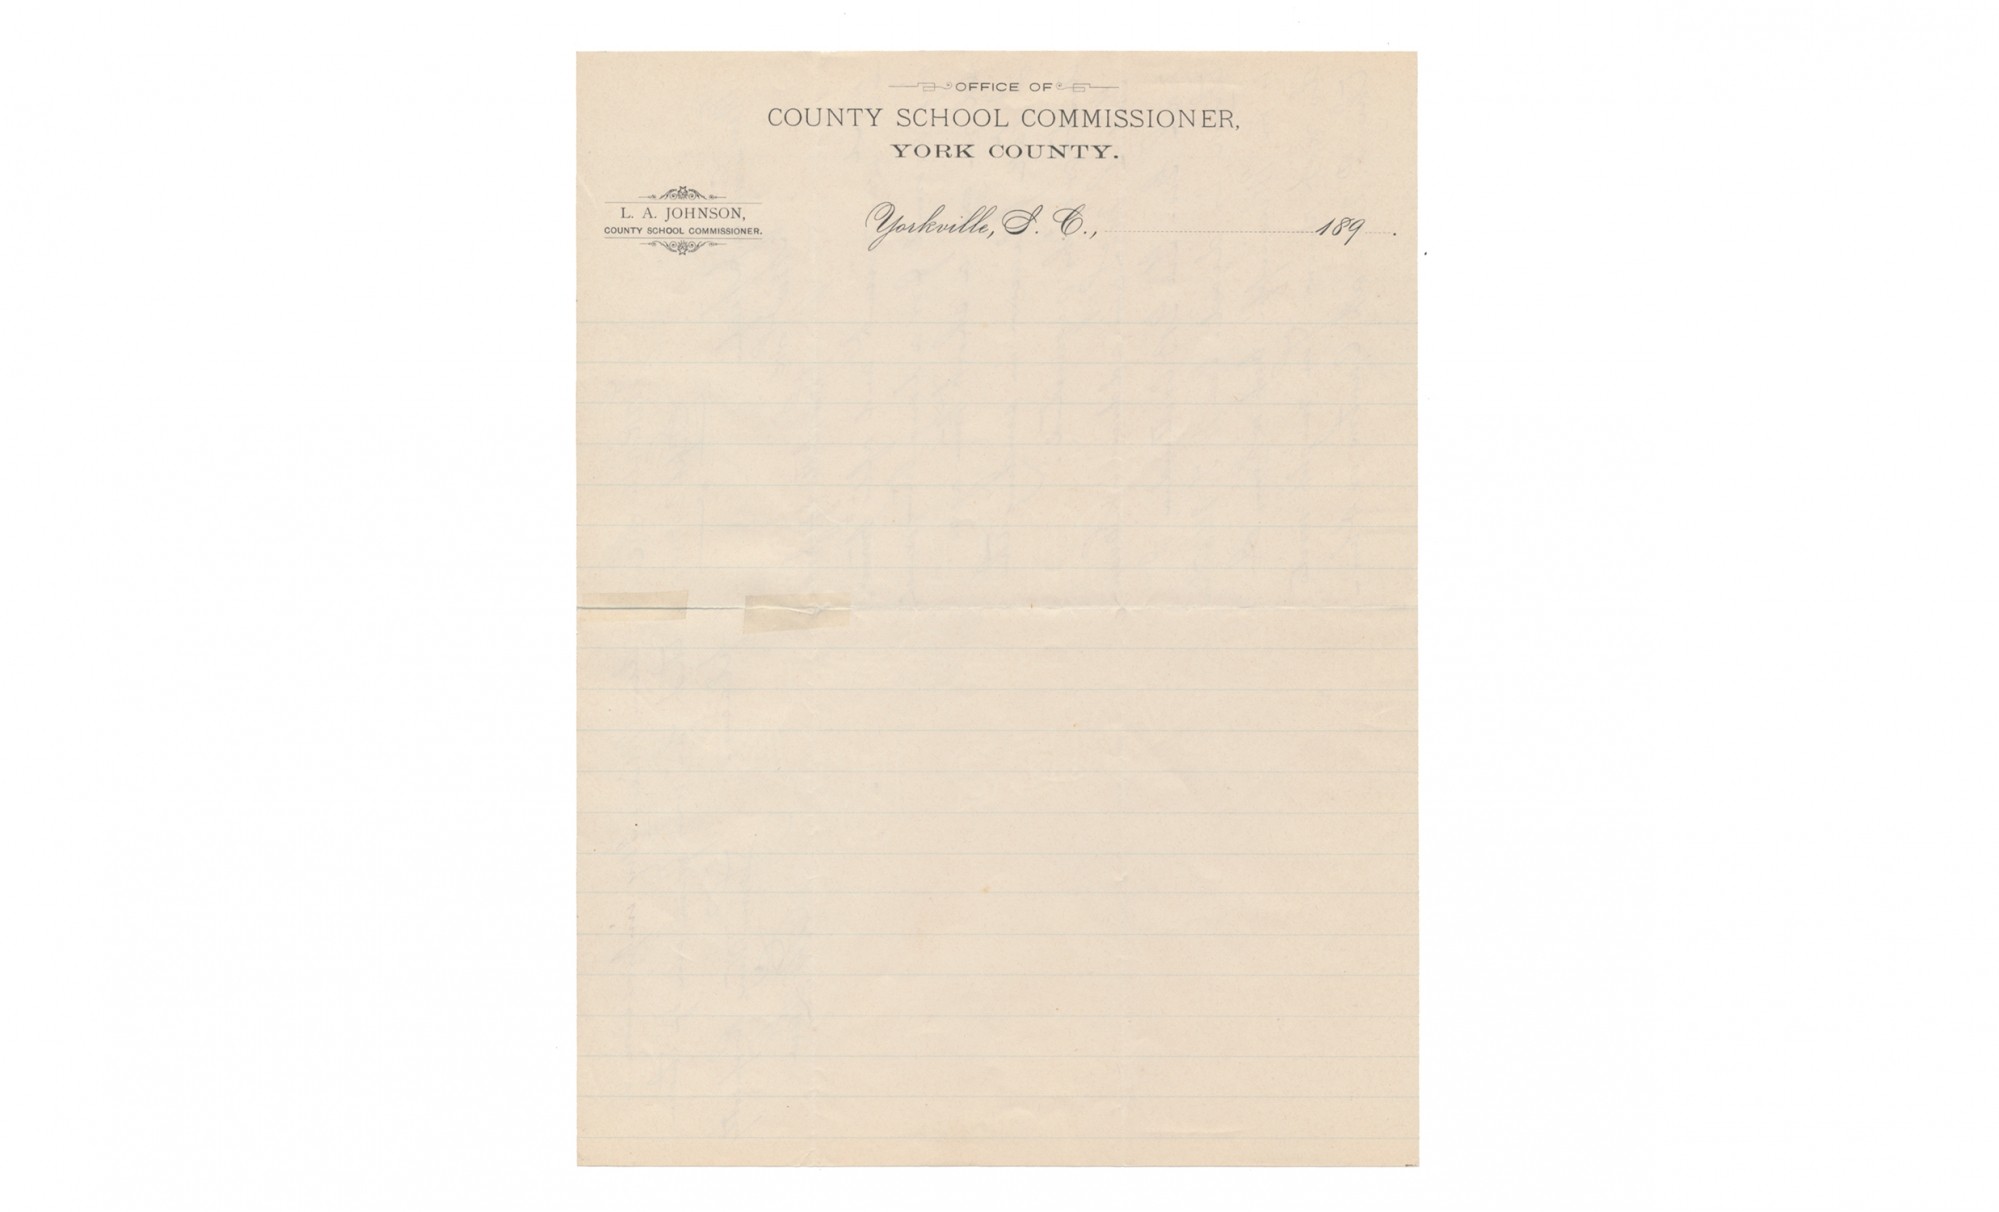 OFFICE OF
COUNTY SCHOOL COMMISSIONER,
YORK COUNTY.
L. A. JOHNSON,
COUNTY SCHOOL COMMISSIONER.
Yorkville, S. C., 189 .